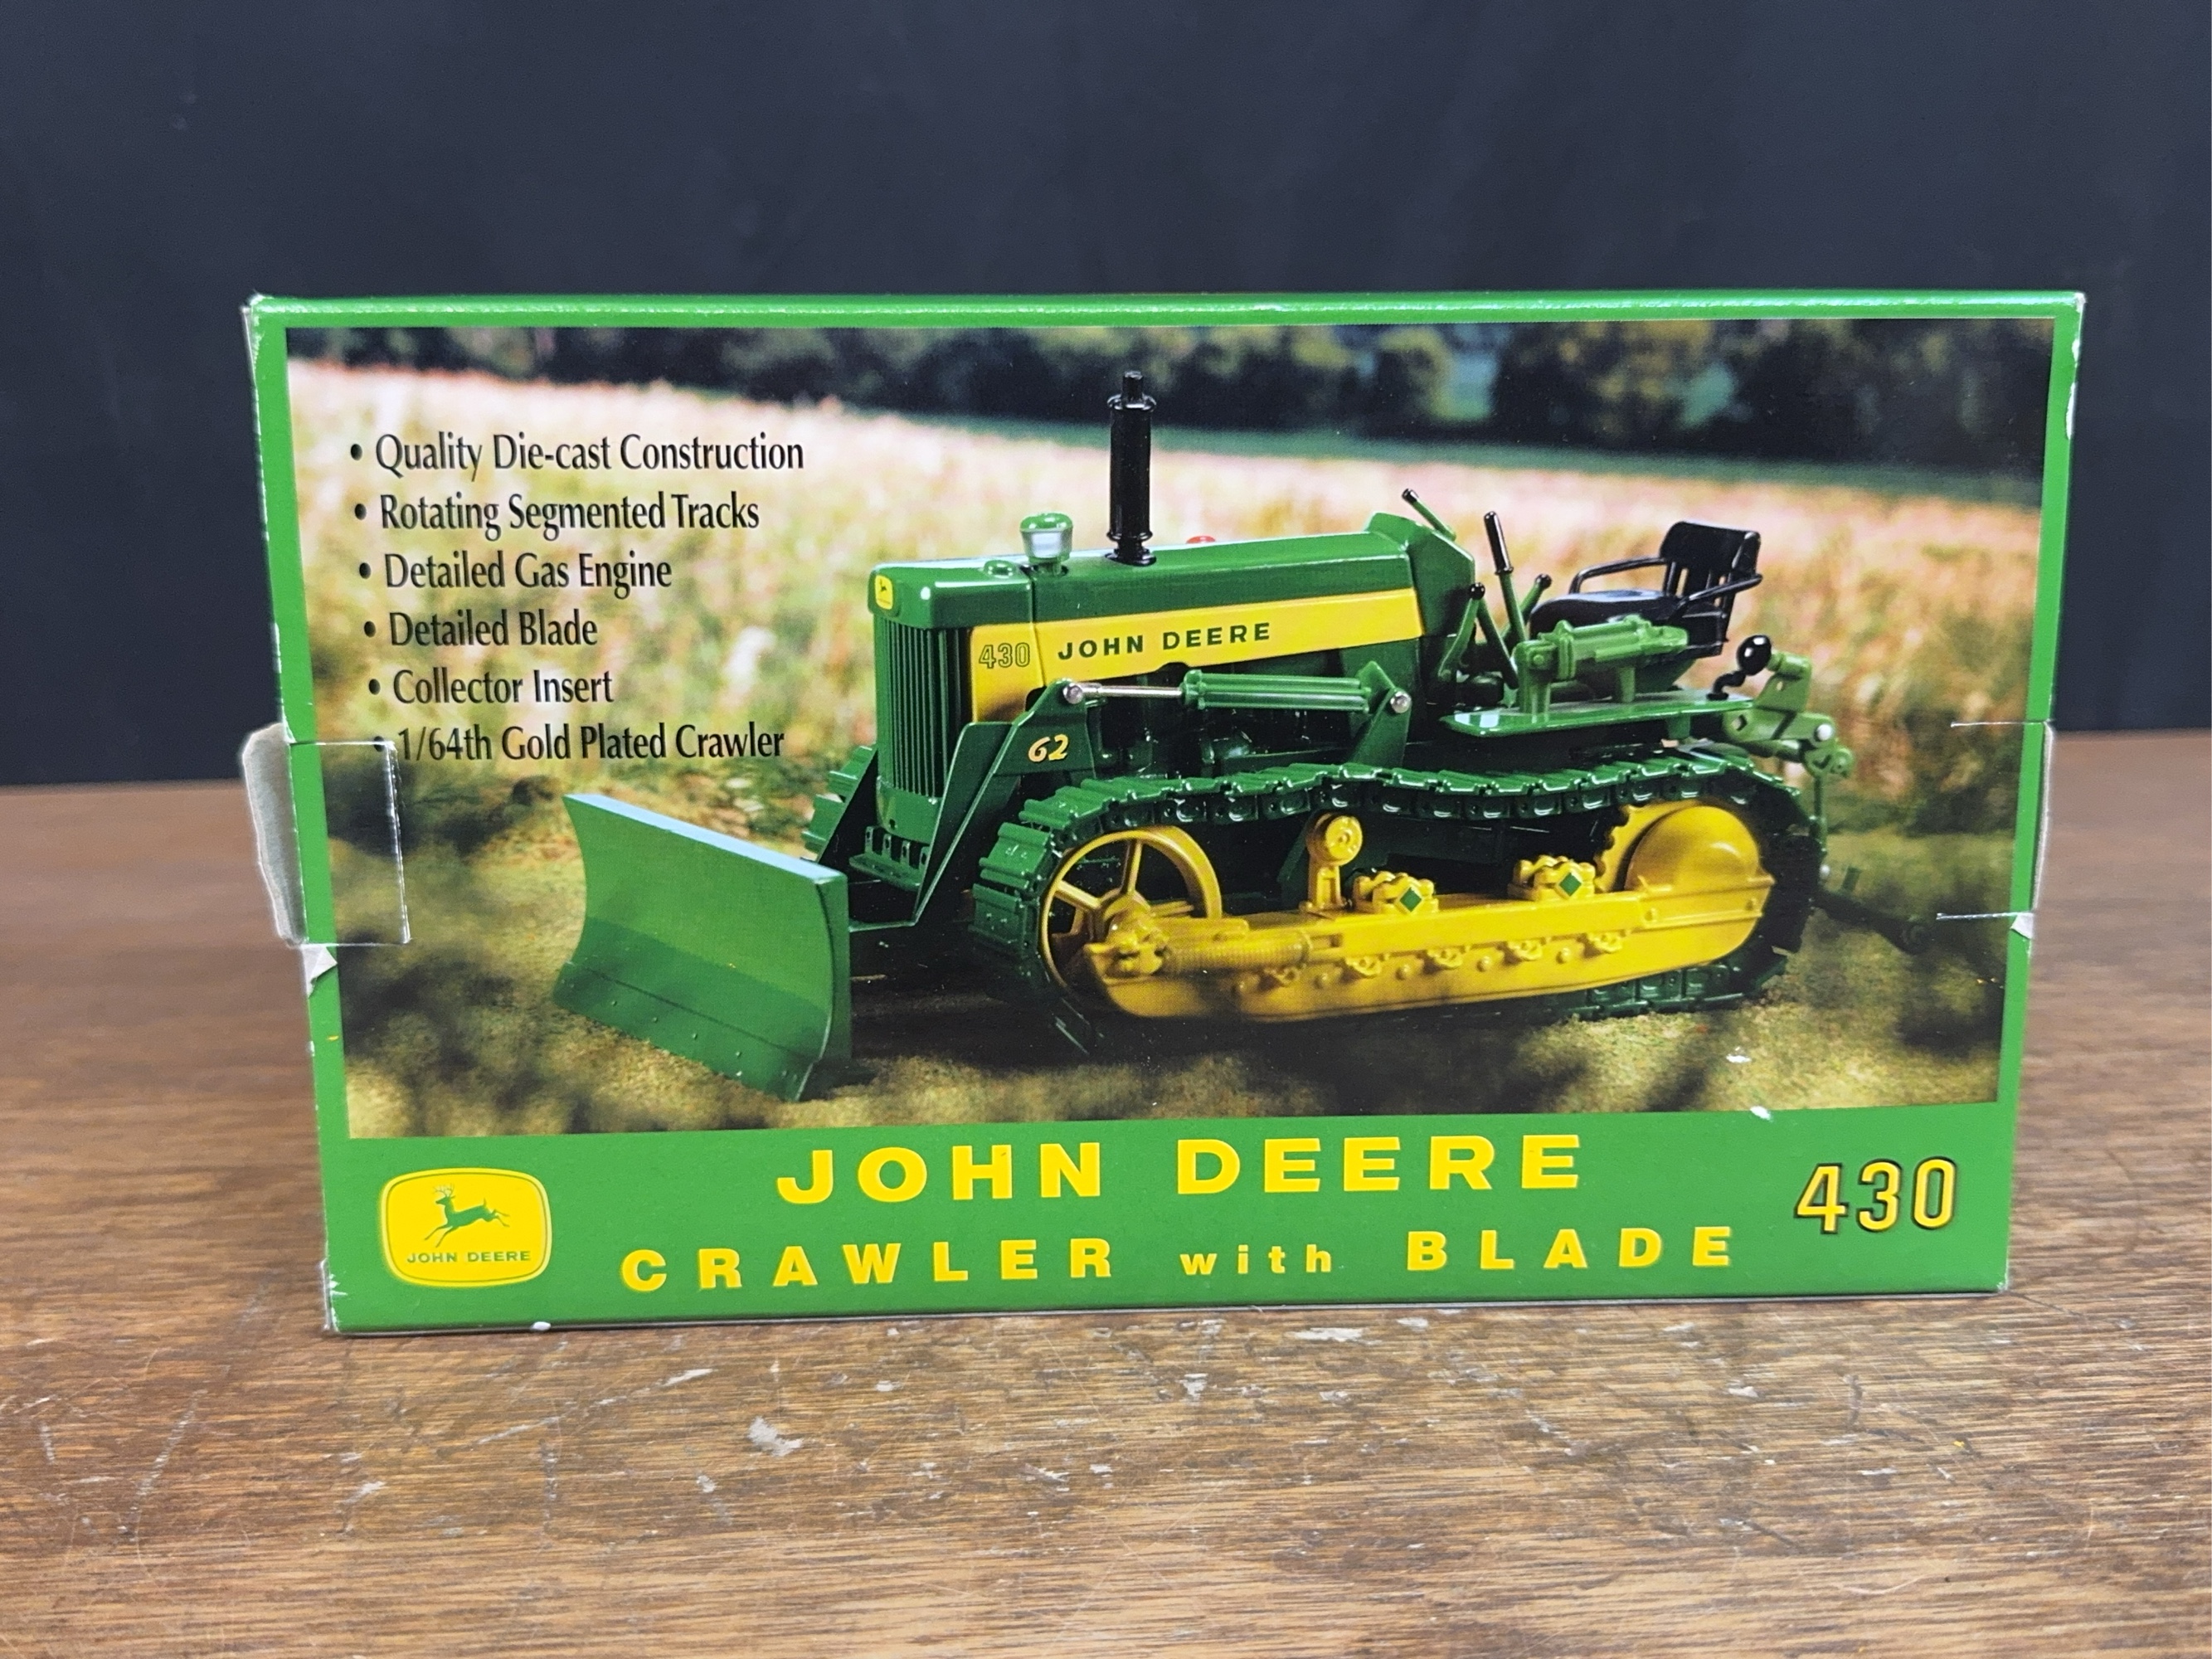 • Quality Die-cast Construction
• Rotating Segmented Tracks
• Detailed Gas Engine
• Detailed Blade
• Collector Insert
• 1/64th Gold Plated Crawler
430 JOHN DEERE
62
JOHN DEERE
CRAWLER with BLADE
430
JOHN DEERE